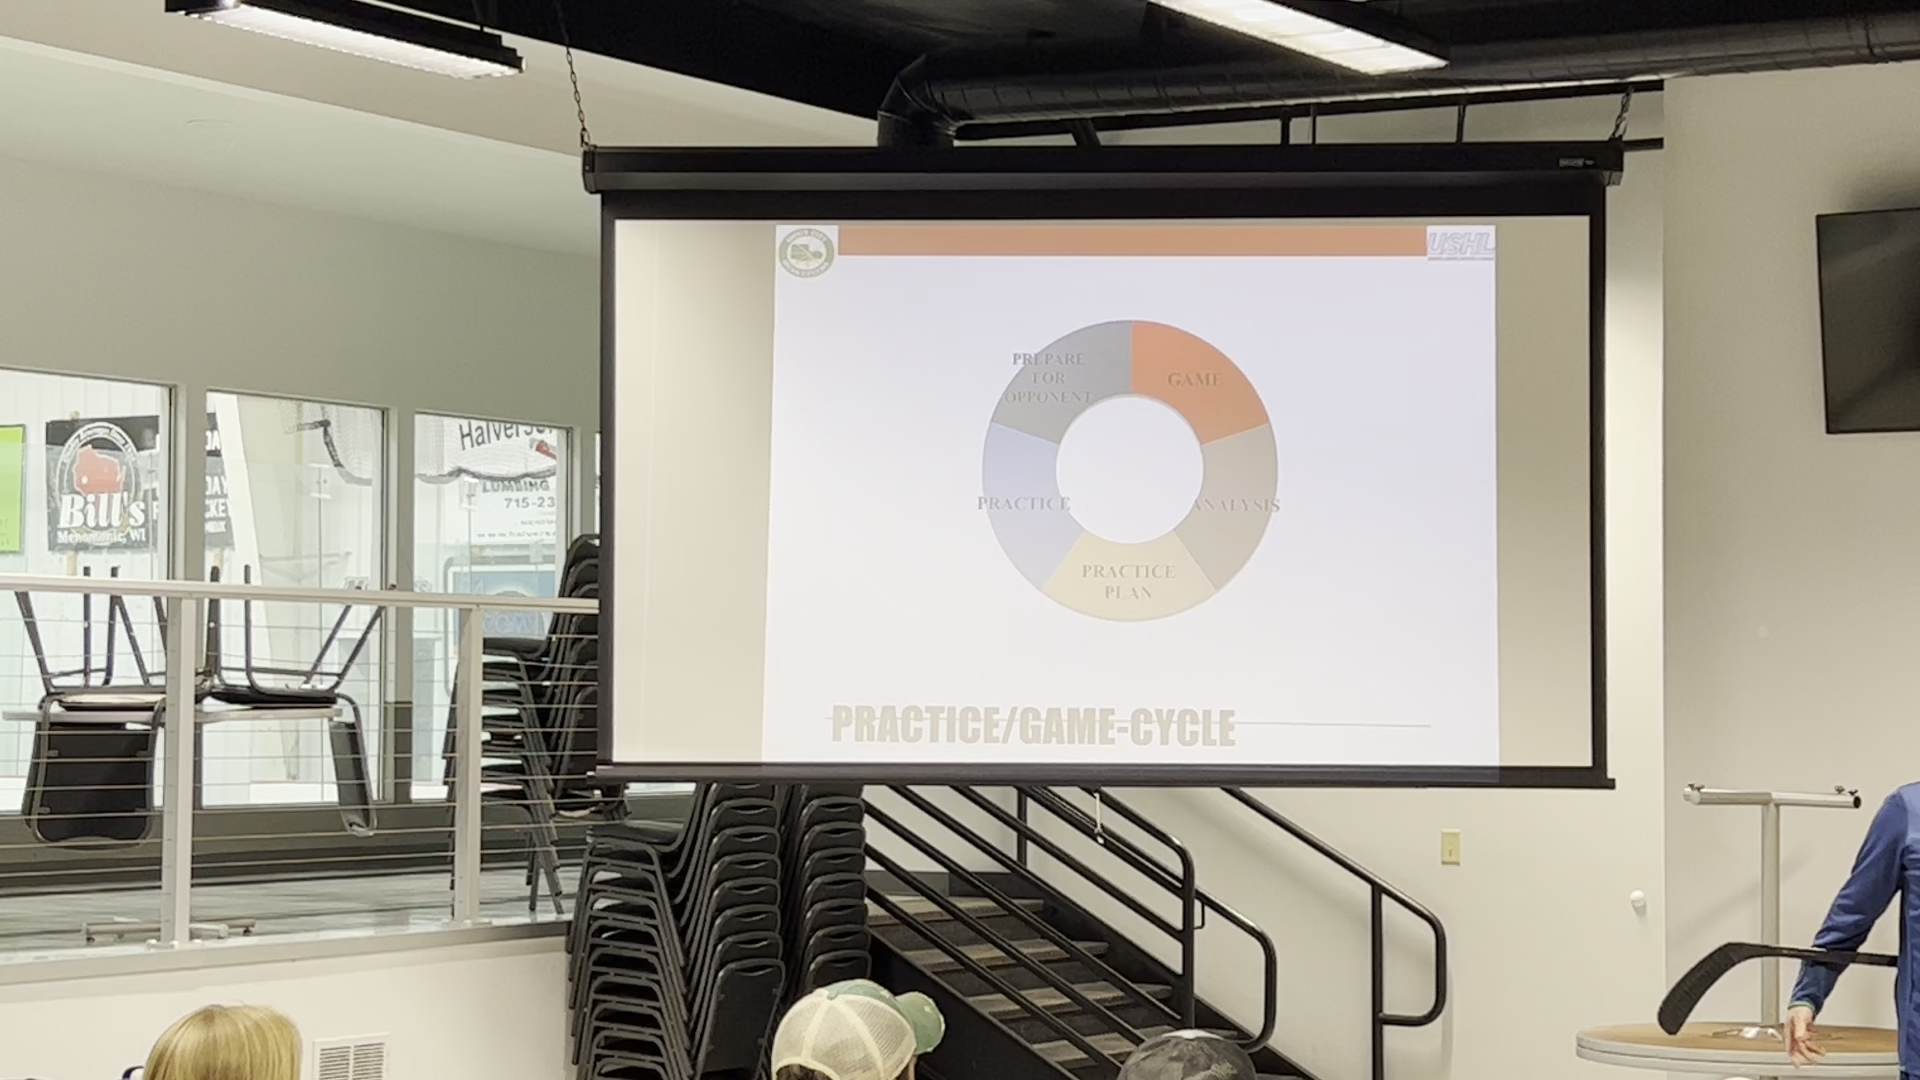 USHL
PREPARE
FOR
OPPONENT
GAME
PRACTICE
ANALYSIS
PRACTICE
PLAN
PRACTICE/GAME-CYCLE
Bill's
Menomonie, WI
LUMBING
715-23